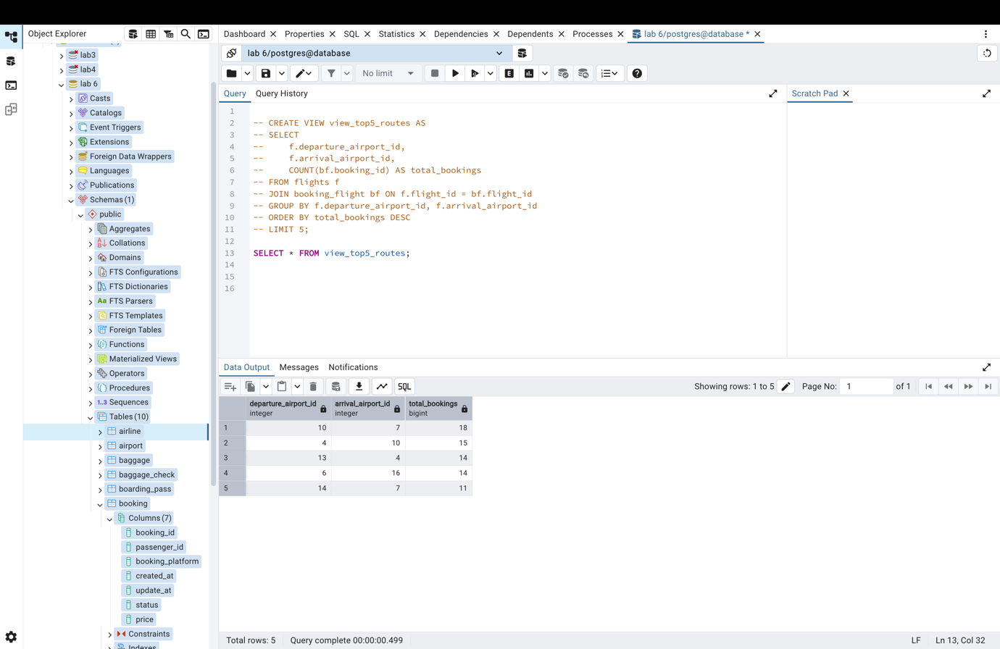 Object Explorer
lab3
lab4
lab 6
Casts
Catalogs
Event Triggers
Extensions
Foreign Data Wrappers
Languages
Publications
Schemas (1)
public
Aggregates
Collations
Domains
FTS Configurations
FTS Dictionaries
Aa FTS Parsers
FTS Templates
Foreign Tables
Functions
Materialized Views
Operators
Procedures
1..3 Sequences
Tables (10)
airline
airport
baggage
baggage_check
boarding_pass
booking
Columns (7)
booking_id
passenger_id
booking_platform
created_at
update_at
status
price
Constraints
Indexes
Dashboard Properties SQL Statistics Dependencies Dependents Processes lab 6/postgres@database *
lab 6/postgres@database
No limit E
Query Query History
Scratch Pad
1
2 -- CREATE VIEW view_top5_routes AS
3 -- SELECT
4 --     f.departure_airport_id,
5 --     f.arrival_airport_id,
6 --     COUNT(bf.booking_id) AS total_bookings
7 -- FROM flights f
8 -- JOIN booking_flight bf ON f.flight_id = bf.flight_id
9 -- GROUP BY f.departure_airport_id, f.arrival_airport_id
10 -- ORDER BY total_bookings DESC
11 -- LIMIT 5;
12
13 SELECT * FROM view_top5_routes;
14
15
16
Data Output Messages Notifications
SQL Showing rows: 1 to 5 Page No: 1 of 1
departure_airport_id arrival_airport_id total_bookings
integer integer bigint
1 10 7 18
2 4 10 15
3 13 4 14
4 6 16 14
5 14 7 11
Total rows: 5 Query complete 00:00:00.499 LF Ln 13, Col 32